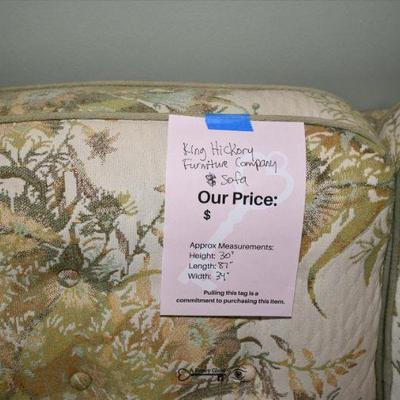 King Hickory
Furniture Company
Sofa
Our Price:
$
Approx Measurements:
Height: 30"
Length: 87"
Width: 34"
Pulling this tag is a
commitment to purchasing this item.